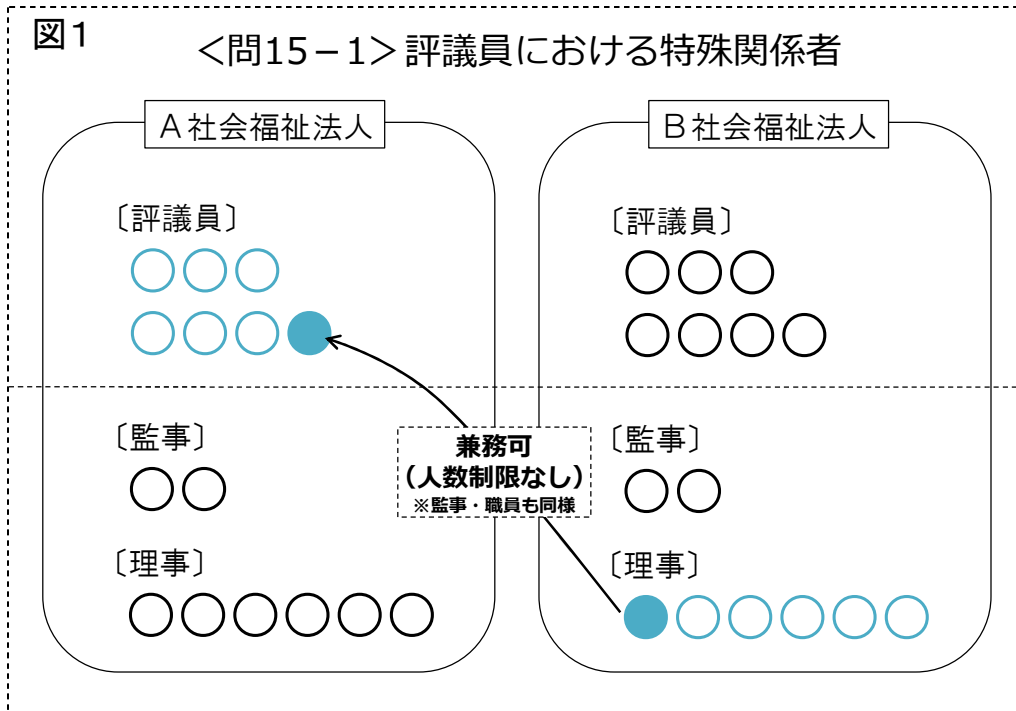 図1
<問15－1>評議員における特殊関係者
A社会福祉法人
B社会福祉法人
〔評議員〕
〔評議員〕
〔監事〕
兼務可
（人数制限なし）
※監事・職員も同様
〔監事〕
〔理事〕
〔理事〕